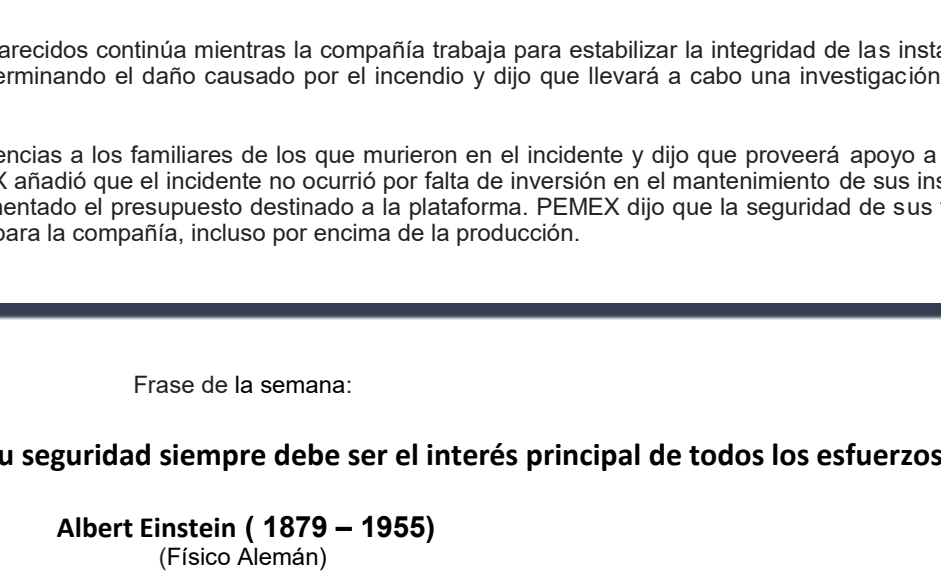 arecidos continúa mientras la compañía trabaja para estabilizar la integridad de las insta
erminando el daño causado por el incendio y dijo que llevará a cabo una investigación
encias a los familiares de los que murieron en el incidente y dijo que proveerá apoyo a
X añadió que el incidente no ocurrió por falta de inversión en el mantenimiento de sus ins
mentado el presupuesto destinado a la plataforma. PEMEX dijo que la seguridad de sus
para la compañía, incluso por encima de la producción.
Frase de la semana:
u seguridad siempre debe ser el interés principal de todos los esfuerzos
Albert Einstein ( 1879 – 1955)
(Físico Alemán)